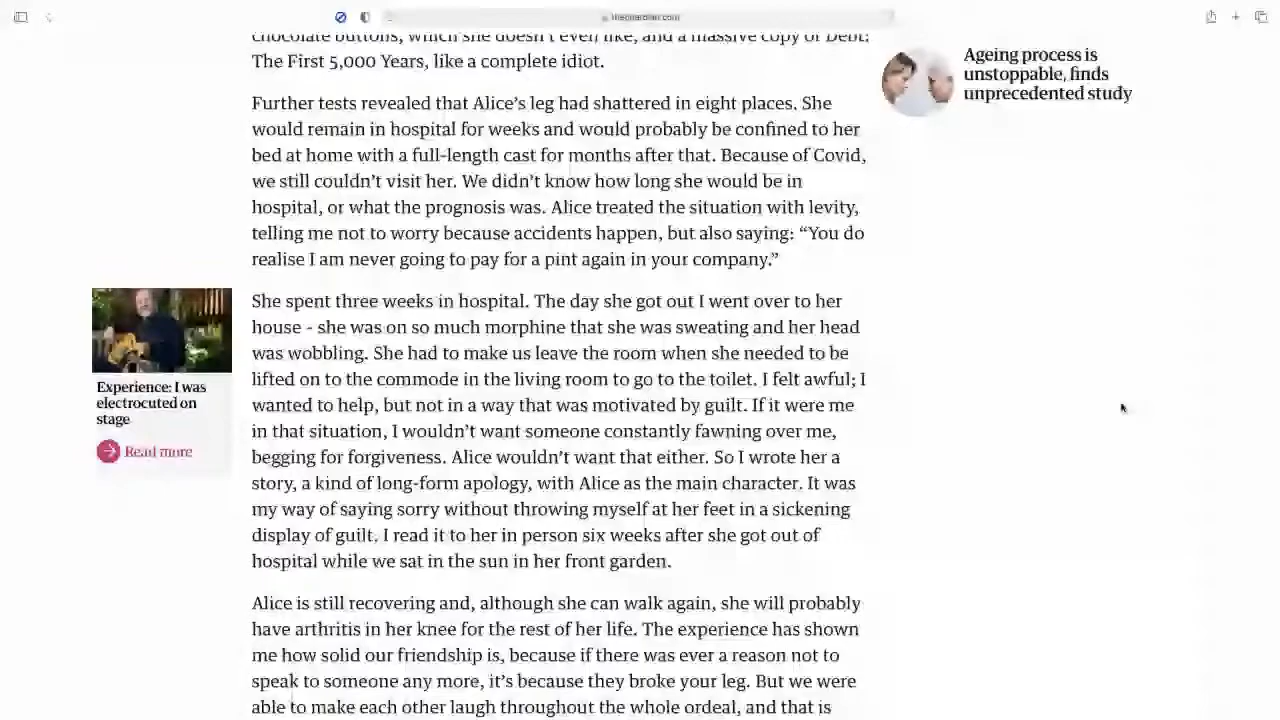 theguardian.com
chocolate buttons, which she doesn't even like, and a massive copy of Debt:
The First 5,000 Years, like a complete idiot.
Further tests revealed that Alice’s leg had shattered in eight places. She
would remain in hospital for weeks and would probably be confined to her
bed at home with a full-length cast for months after that. Because of Covid,
we still couldn’t visit her. We didn’t know how long she would be in
hospital, or what the prognosis was. Alice treated the situation with levity,
telling me not to worry because accidents happen, but also saying: “You do
realise I am never going to pay for a pint again in your company.”
She spent three weeks in hospital. The day she got out I went over to her
house - she was on so much morphine that she was sweating and her head
was wobbling. She had to make us leave the room when she needed to be
lifted on to the commode in the living room to go to the toilet. I felt awful; I
wanted to help, but not in a way that was motivated by guilt. If it were me
in that situation, I wouldn’t want someone constantly fawning over me,
begging for forgiveness. Alice wouldn’t want that either. So I wrote her a
story, a kind of long-form apology, with Alice as the main character. It was
my way of saying sorry without throwing myself at her feet in a sickening
display of guilt. I read it to her in person six weeks after she got out of
hospital while we sat in the sun in her front garden.
Alice is still recovering and, although she can walk again, she will probably
have arthritis in her knee for the rest of her life. The experience has shown
me how solid our friendship is, because if there was ever a reason not to
speak to someone any more, it’s because they broke your leg. But we were
able to make each other laugh throughout the whole ordeal, and that is
Experience: I was
electrocuted on
stage
Read more
Ageing process is
unstoppable, finds
unprecedented study